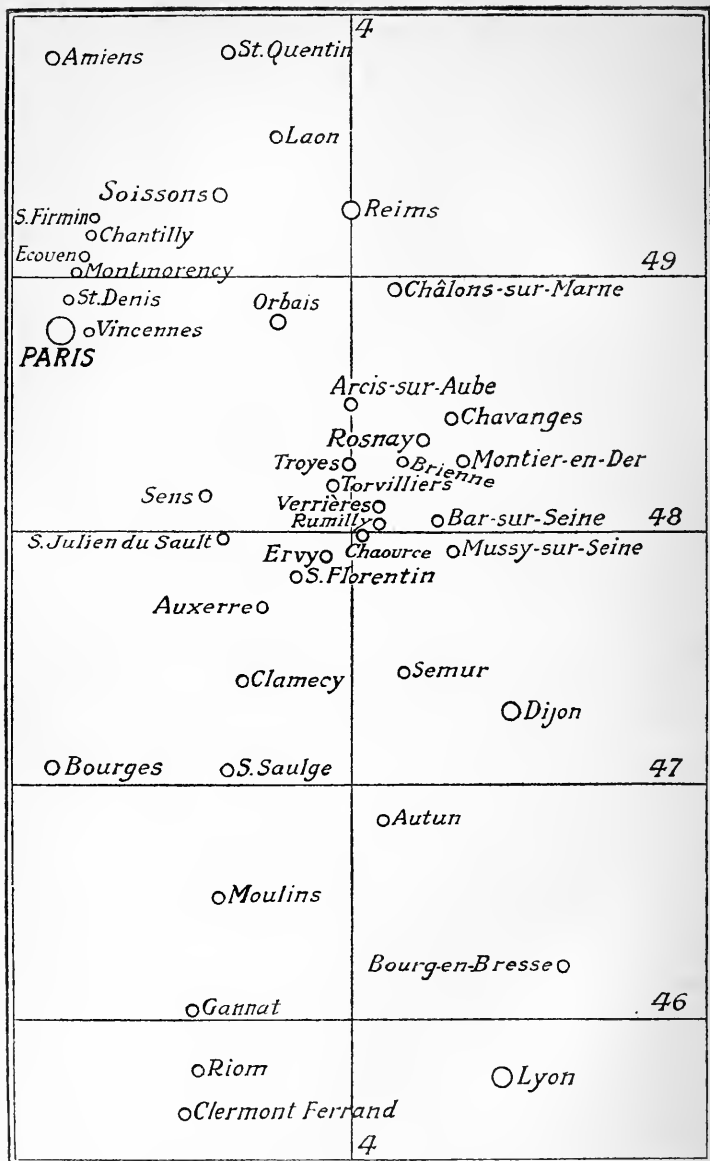 4
Amiens
St. Quentin
Laon
Soissons
Reims
S. Firmin
Chantilly
Ecouen
Montmorency
49
St. Denis
Orbais
Châlons-sur-Marne
Vincennes
PARIS
Arcis-sur-Aube
Chavanges
Rosnay
Troyes
Brienne
Montier-en-Der
Torvilliers
Sens
Verrières
Rumilly
Bar-sur-Seine
48
S. Julien du Sault
Ervy
Chaource
Mussy-sur-Seine
S. Florentin
Auxerre
Clamecy
Semur
Dijon
Bourges
S. Saulge
47
Autun
Moulins
Bourg-en-Bresse
Gannat
46
Riom
Lyon
Clermont Ferrand
4